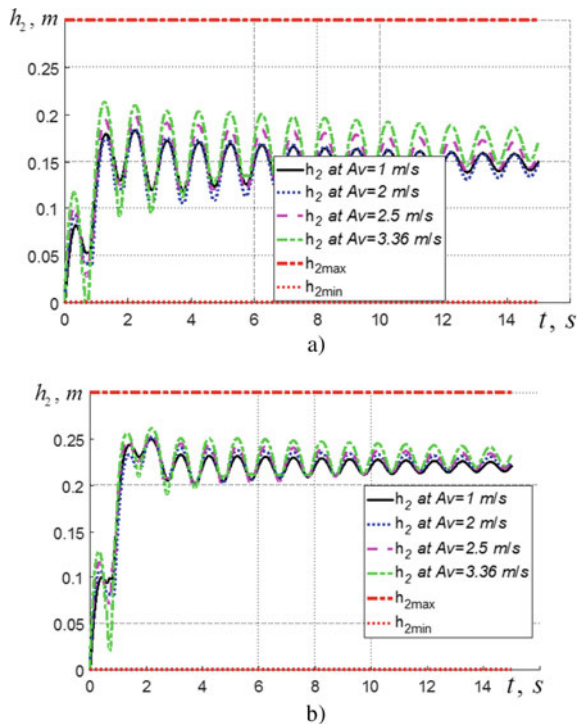 h₂, m
0.25
0.2
0.15
0.1
0.05
0
h₂ at Av=1 m/s
h₂ at Av=2 m/s
h₂ at Av=2.5 m/s
h₂ at Av=3.36 m/s
h₂max
h₂min
0 2 4 6 8 10 12 14 t, s
a)
h₂, m
0.25
0.2
0.15
0.1
0.05
0
h₂ at Av=1 m/s
h₂ at Av=2 m/s
h₂ at Av=2.5 m/s
h₂ at Av=3.36 m/s
h₂max
h₂min
0 2 4 6 8 10 12 14 t, s
b)